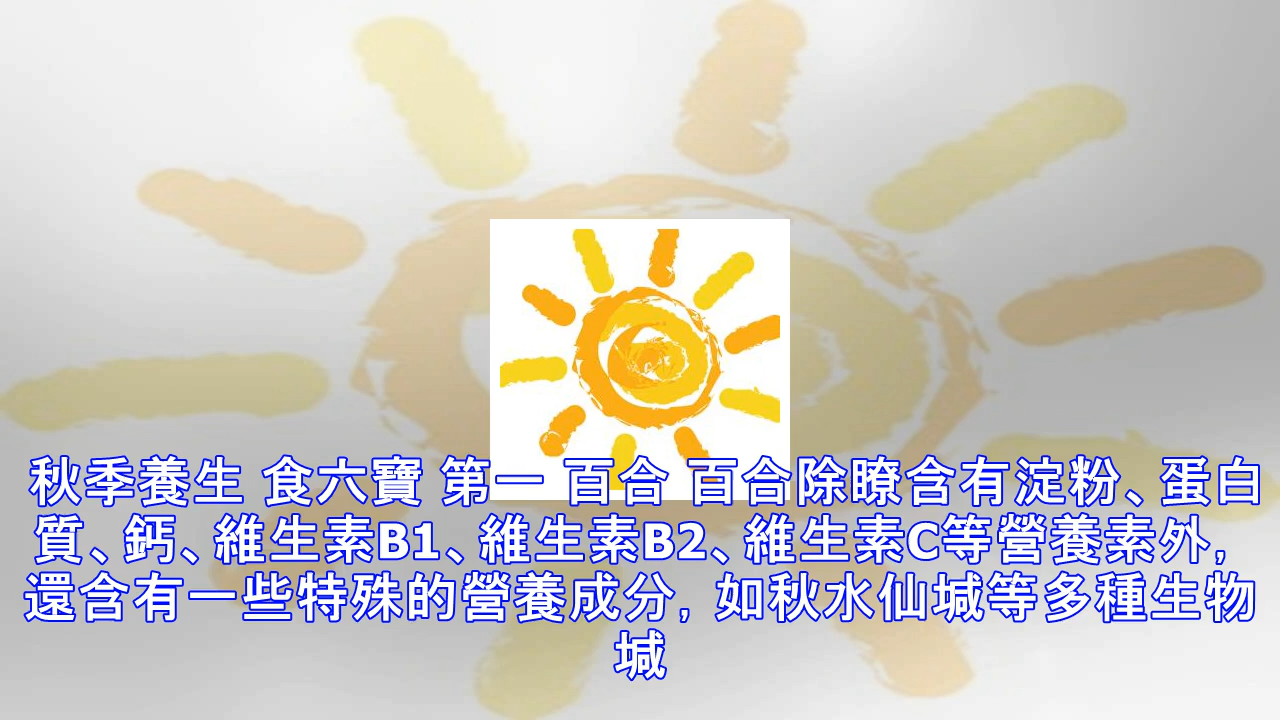 秋季養生 食六寶 第一 百合 百合除瞭含有淀粉、蛋白
質、鈣、維生素B1、維生素B2、維生素C等營養素外,
還含有一些特殊的營養成分, 如秋水仙堿等多種生物
堿